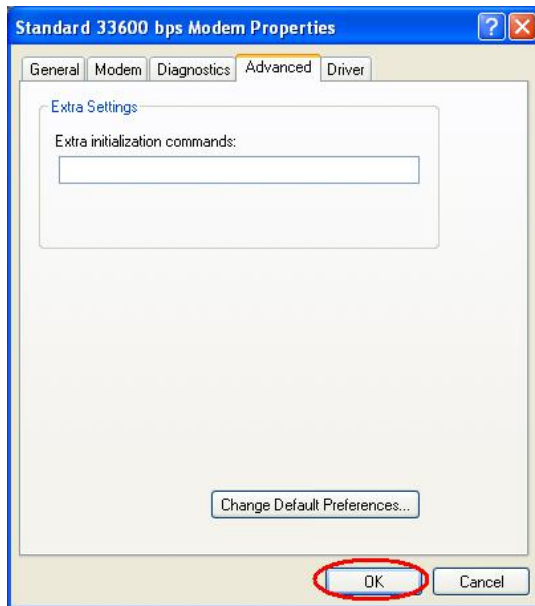 Standard 33600 bps Modem Properties
General Modem Diagnostics Advanced Driver
Extra Settings
Extra initialization commands:
Change Default Preferences...
OK Cancel